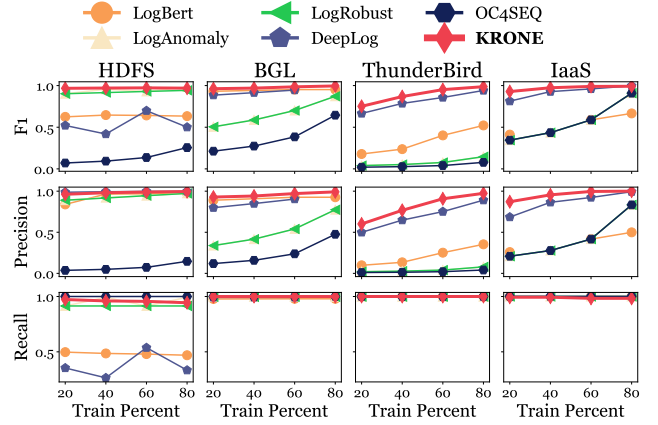 LogBert LogRobust OC4SEQ
LogAnomaly DeepLog KRONE
HDFS BGL ThunderBird IaaS
F1
1.0
0.5
0.0
Precision
1.0
0.5
0.0
Recall
1.0
0.5
20 40 60 80 20 40 60 80 20 40 60 80 20 40 60 80
Train Percent Train Percent Train Percent Train Percent